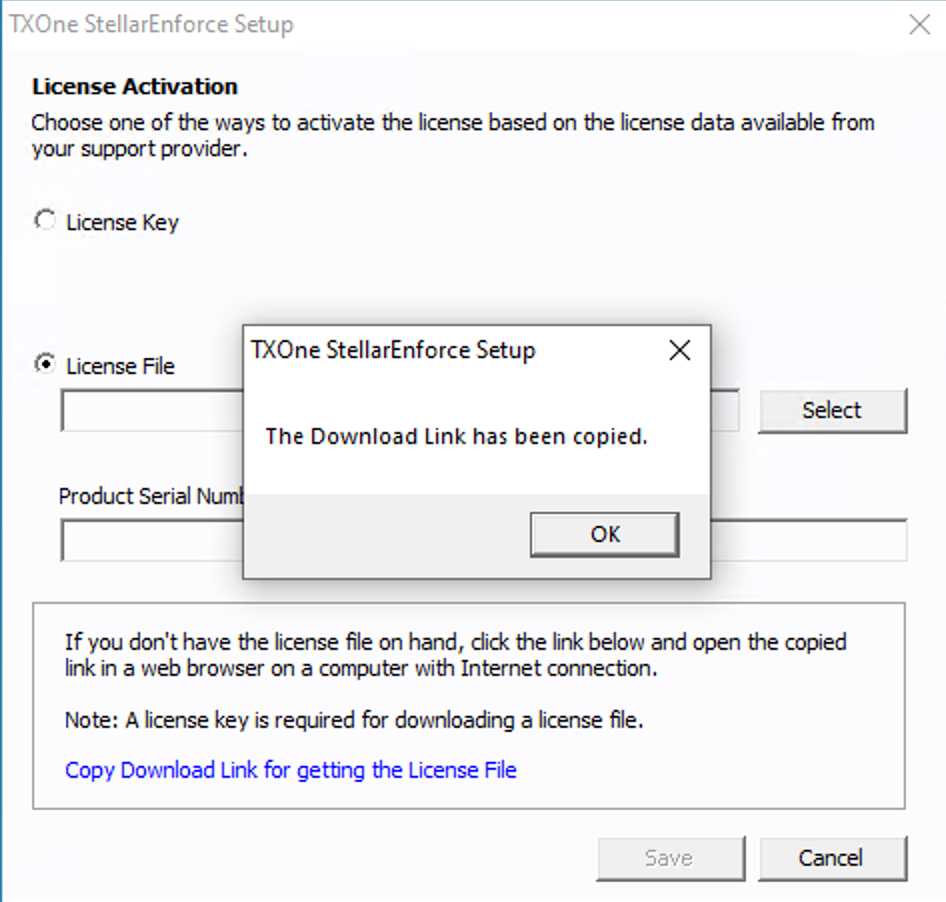 TXOne StellarEnforce Setup
License Activation
Choose one of the ways to activate the license based on the license data available from
your support provider.
License Key
License File
Select
TXOne StellarEnforce Setup
The Download Link has been copied.
OK
Product Serial
If you don't have the license file on hand, click the link below and open the copied
link in a web browser on a computer with Internet connection.
Note: A license key is required for downloading a license file.
Copy Download Link for getting the License File
Save
Cancel